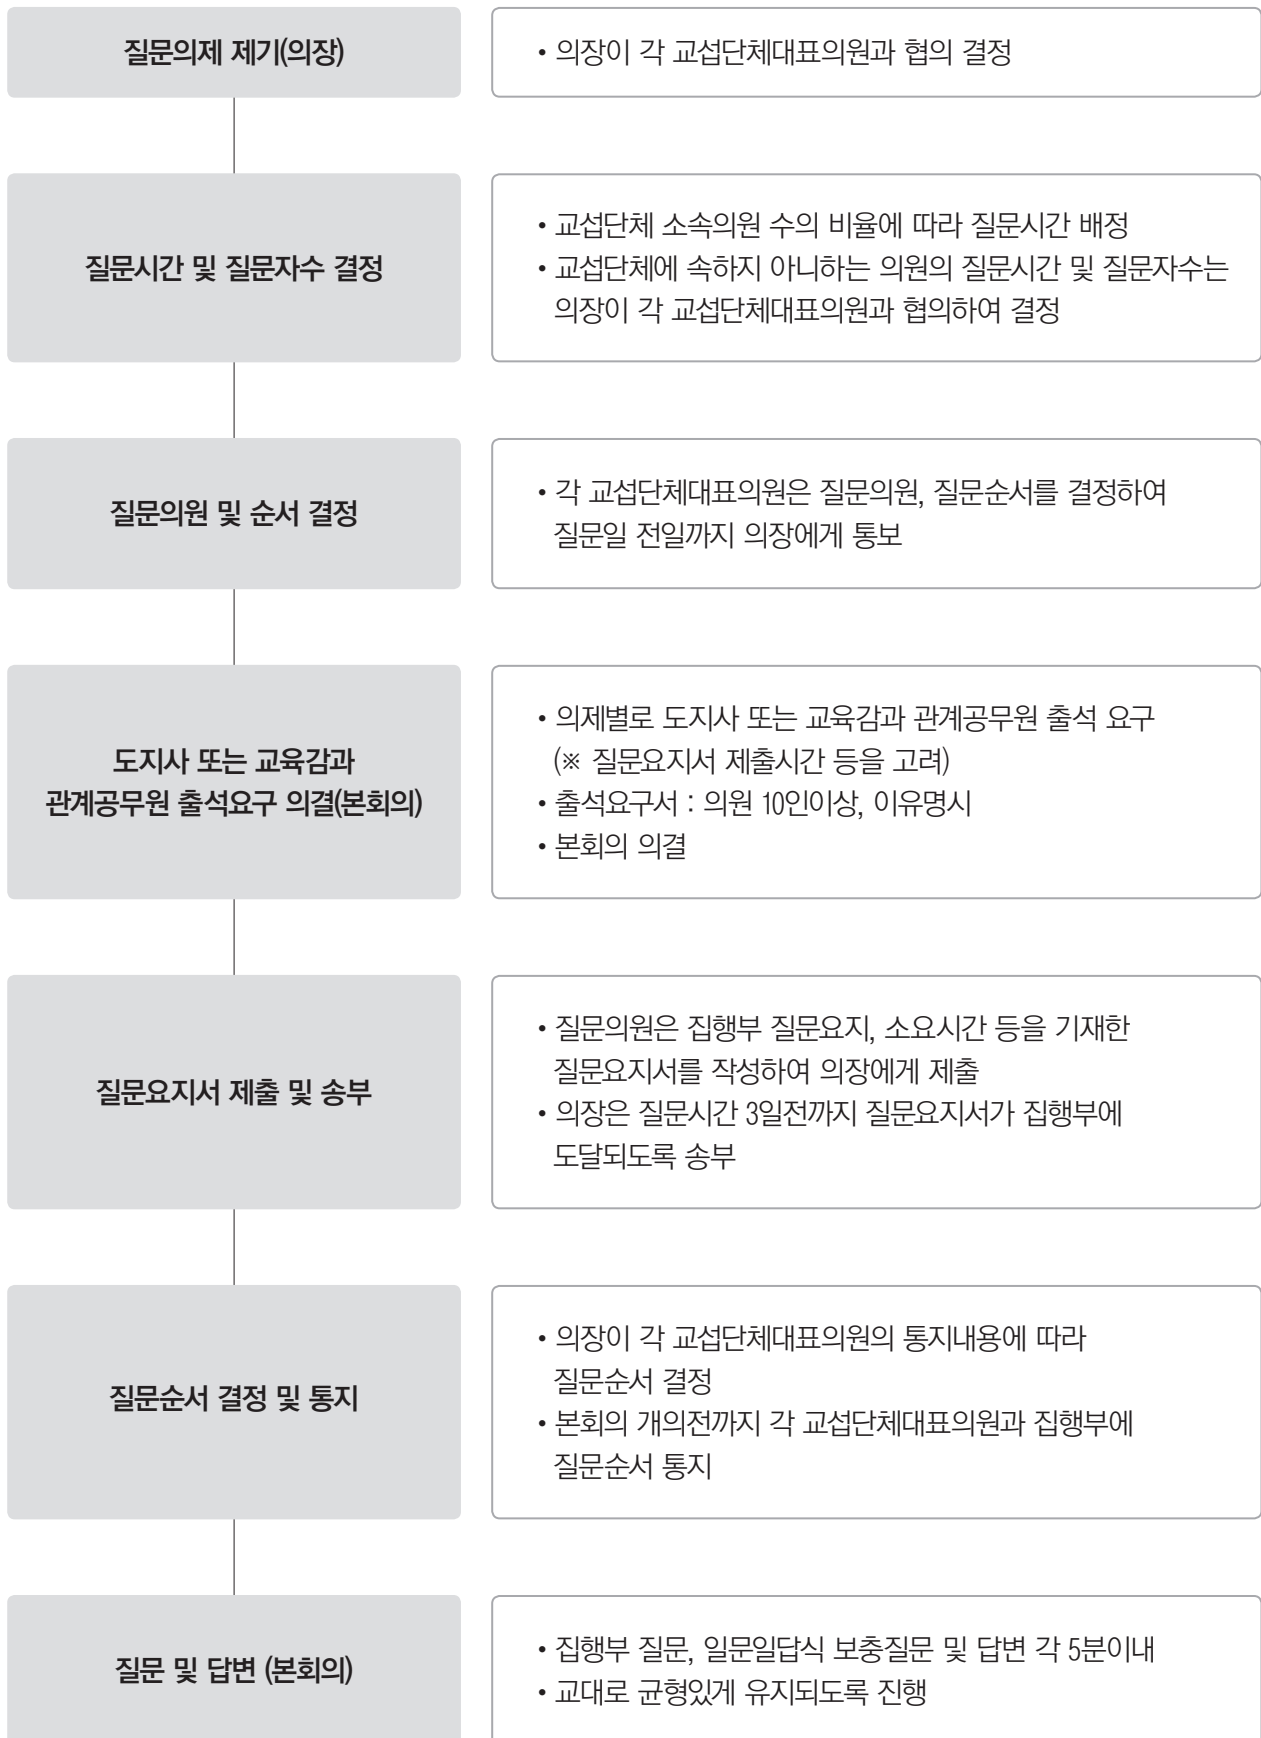 질문의제 제기(의장)
• 의장이 각 교섭단체대표의원과 협의 결정
질문시간 및 질문자수 결정
• 교섭단체 소속의원 수의 비율에 따라 질문시간 배정
• 교섭단체에 속하지 아니하는 의원의 질문시간 및 질문자수는
의장이 각 교섭단체대표의원과 협의하여 결정
질문의원 및 순서 결정
• 각 교섭단체대표의원은 질문의원, 질문순서를 결정하여
질문일 전일까지 의장에게 통보
도지사 또는 교육감과
관계공무원 출석요구 의결(본회의)
• 의제별로 도지사 또는 교육감과 관계공무원 출석 요구
(※ 질문요지서 제출시간 등을 고려)
• 출석요구서 : 의원 10인이상, 이유명시
• 본회의 의결
질문요지서 제출 및 송부
• 질문의원은 집행부 질문요지, 소요시간 등을 기재한
질문요지서를 작성하여 의장에게 제출
• 의장은 질문시간 3일전까지 질문요지서가 집행부에
도달되도록 송부
질문순서 결정 및 통지
• 의장이 각 교섭단체대표의원의 통지내용에 따라
질문순서 결정
• 본회의 개의전까지 각 교섭단체대표의원과 집행부에
질문순서 통지
질문 및 답변 (본회의)
• 집행부 질문, 일문일답식 보충질문 및 답변 각 5분이내
• 교대로 균형있게 유지되도록 진행